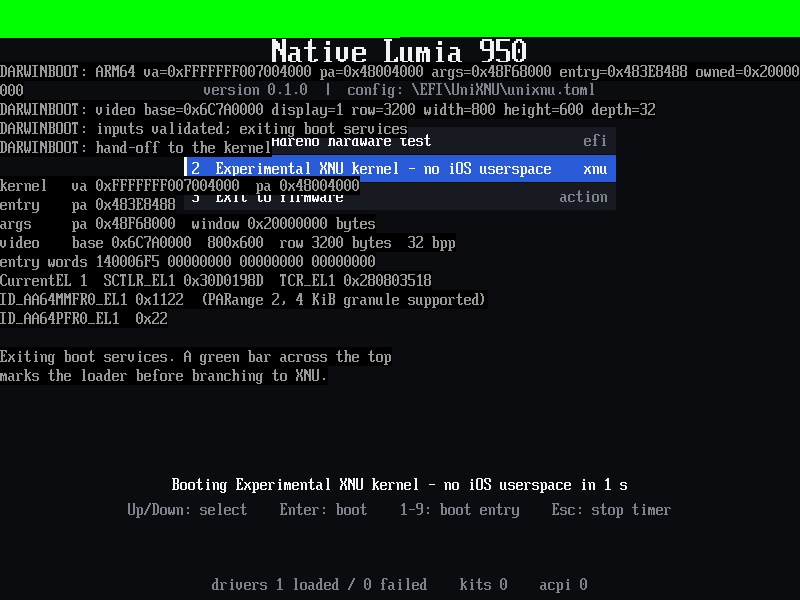 Native Lumia 950
DARWINBOOT: ARM64 va=0xFFFFFFF007004000 pa=0x48004000 args=0x48F68000 entry=0x483E8488 owned=0x20000
000
version 0.1.0 | config: \EFI\UniXNU\unixnu.toml
DARWINBOOT: video base=0x6C7A0000 display=1 row=3200 width=800 height=600 depth=32
DARWINBOOT: inputs validated; exiting boot services
DARWINBOOT: hand-off to the kernel
Hareno hardware test efi
2 Experimental XNU kernel - no iOS userspace xnu
kernel va 0xFFFFFFF007004000 pa 0x48004000
3 Exit to firmware action
entry pa 0x483E8488
args pa 0x48F68000 window 0x20000000 bytes
video base 0x6C7A0000 800x600 row 3200 bytes 32 bpp
entry words 140006F5 00000000 00000000 00000000
CurrentEL 1 SCTLR_EL1 0x30D0198D TCR_EL1 0x280803518
ID_AA64MMFR0_EL1 0x1122 (PARange 2, 4 KiB granule supported)
ID_AA64PFR0_EL1 0x22
Exiting boot services. A green bar across the top
marks the loader before branching to XNU.
Booting Experimental XNU kernel - no iOS userspace in 1 s
Up/Down: select Enter: boot 1-9: boot entry Esc: stop timer
drivers 1 loaded / 0 failed kits 0 acpi 0